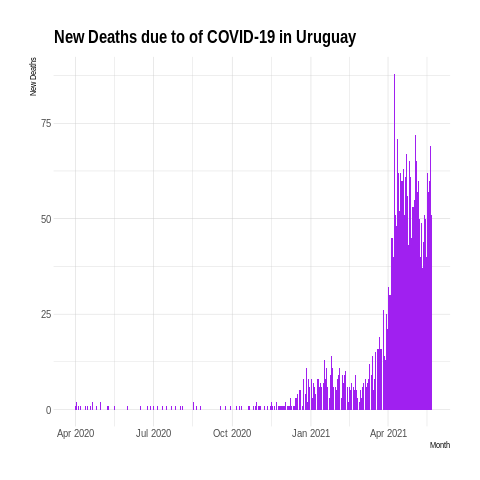 New Deaths due to of COVID-19 in Uruguay
New Deaths
75
50
25
0
Apr 2020 Jul 2020 Oct 2020 Jan 2021 Apr 2021
Month